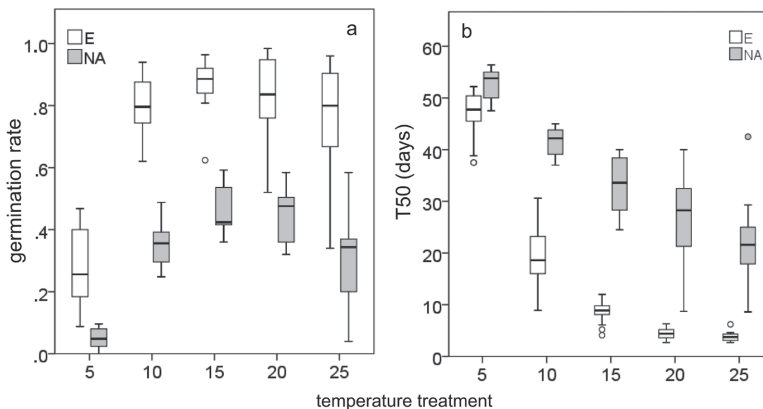 a
E
NA
germination rate
1.0
.8
.6
.4
.2
.0
5 10 15 20 25
b
E
NA
T50 (days)
60
50
40
30
20
10
0
5 10 15 20 25
temperature treatment